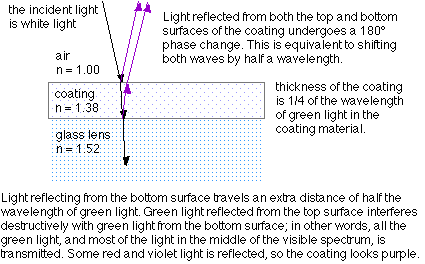 the incident light
is white light
Light reflected from both the top and bottom
surfaces of the coating undergoes a 180°
phase change. This is equivalent to shifting
both waves by half a wavelength.
air
n = 1.00
coating
n = 1.38
thickness of the coating
is 1/4 of the wavelength
of green light in the
coating material.
glass lens
n = 1.52
Light reflecting from the bottom surface travels an extra distance of half the
wavelength of green light. Green light reflected from the top surface interferes
destructively with green light from the bottom surface; in other words, all the
green light, and most of the light in the middle of the visible spectrum, is
transmitted. Some red and violet light is reflected, so the coating looks purple.